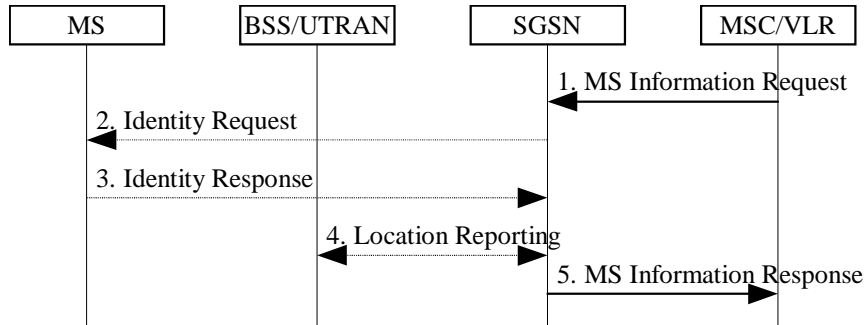 MS
BSS/UTRAN
SGSN
MSC/VLR
1. MS Information Request
2. Identity Request
3. Identity Response
4. Location Reporting
5. MS Information Response